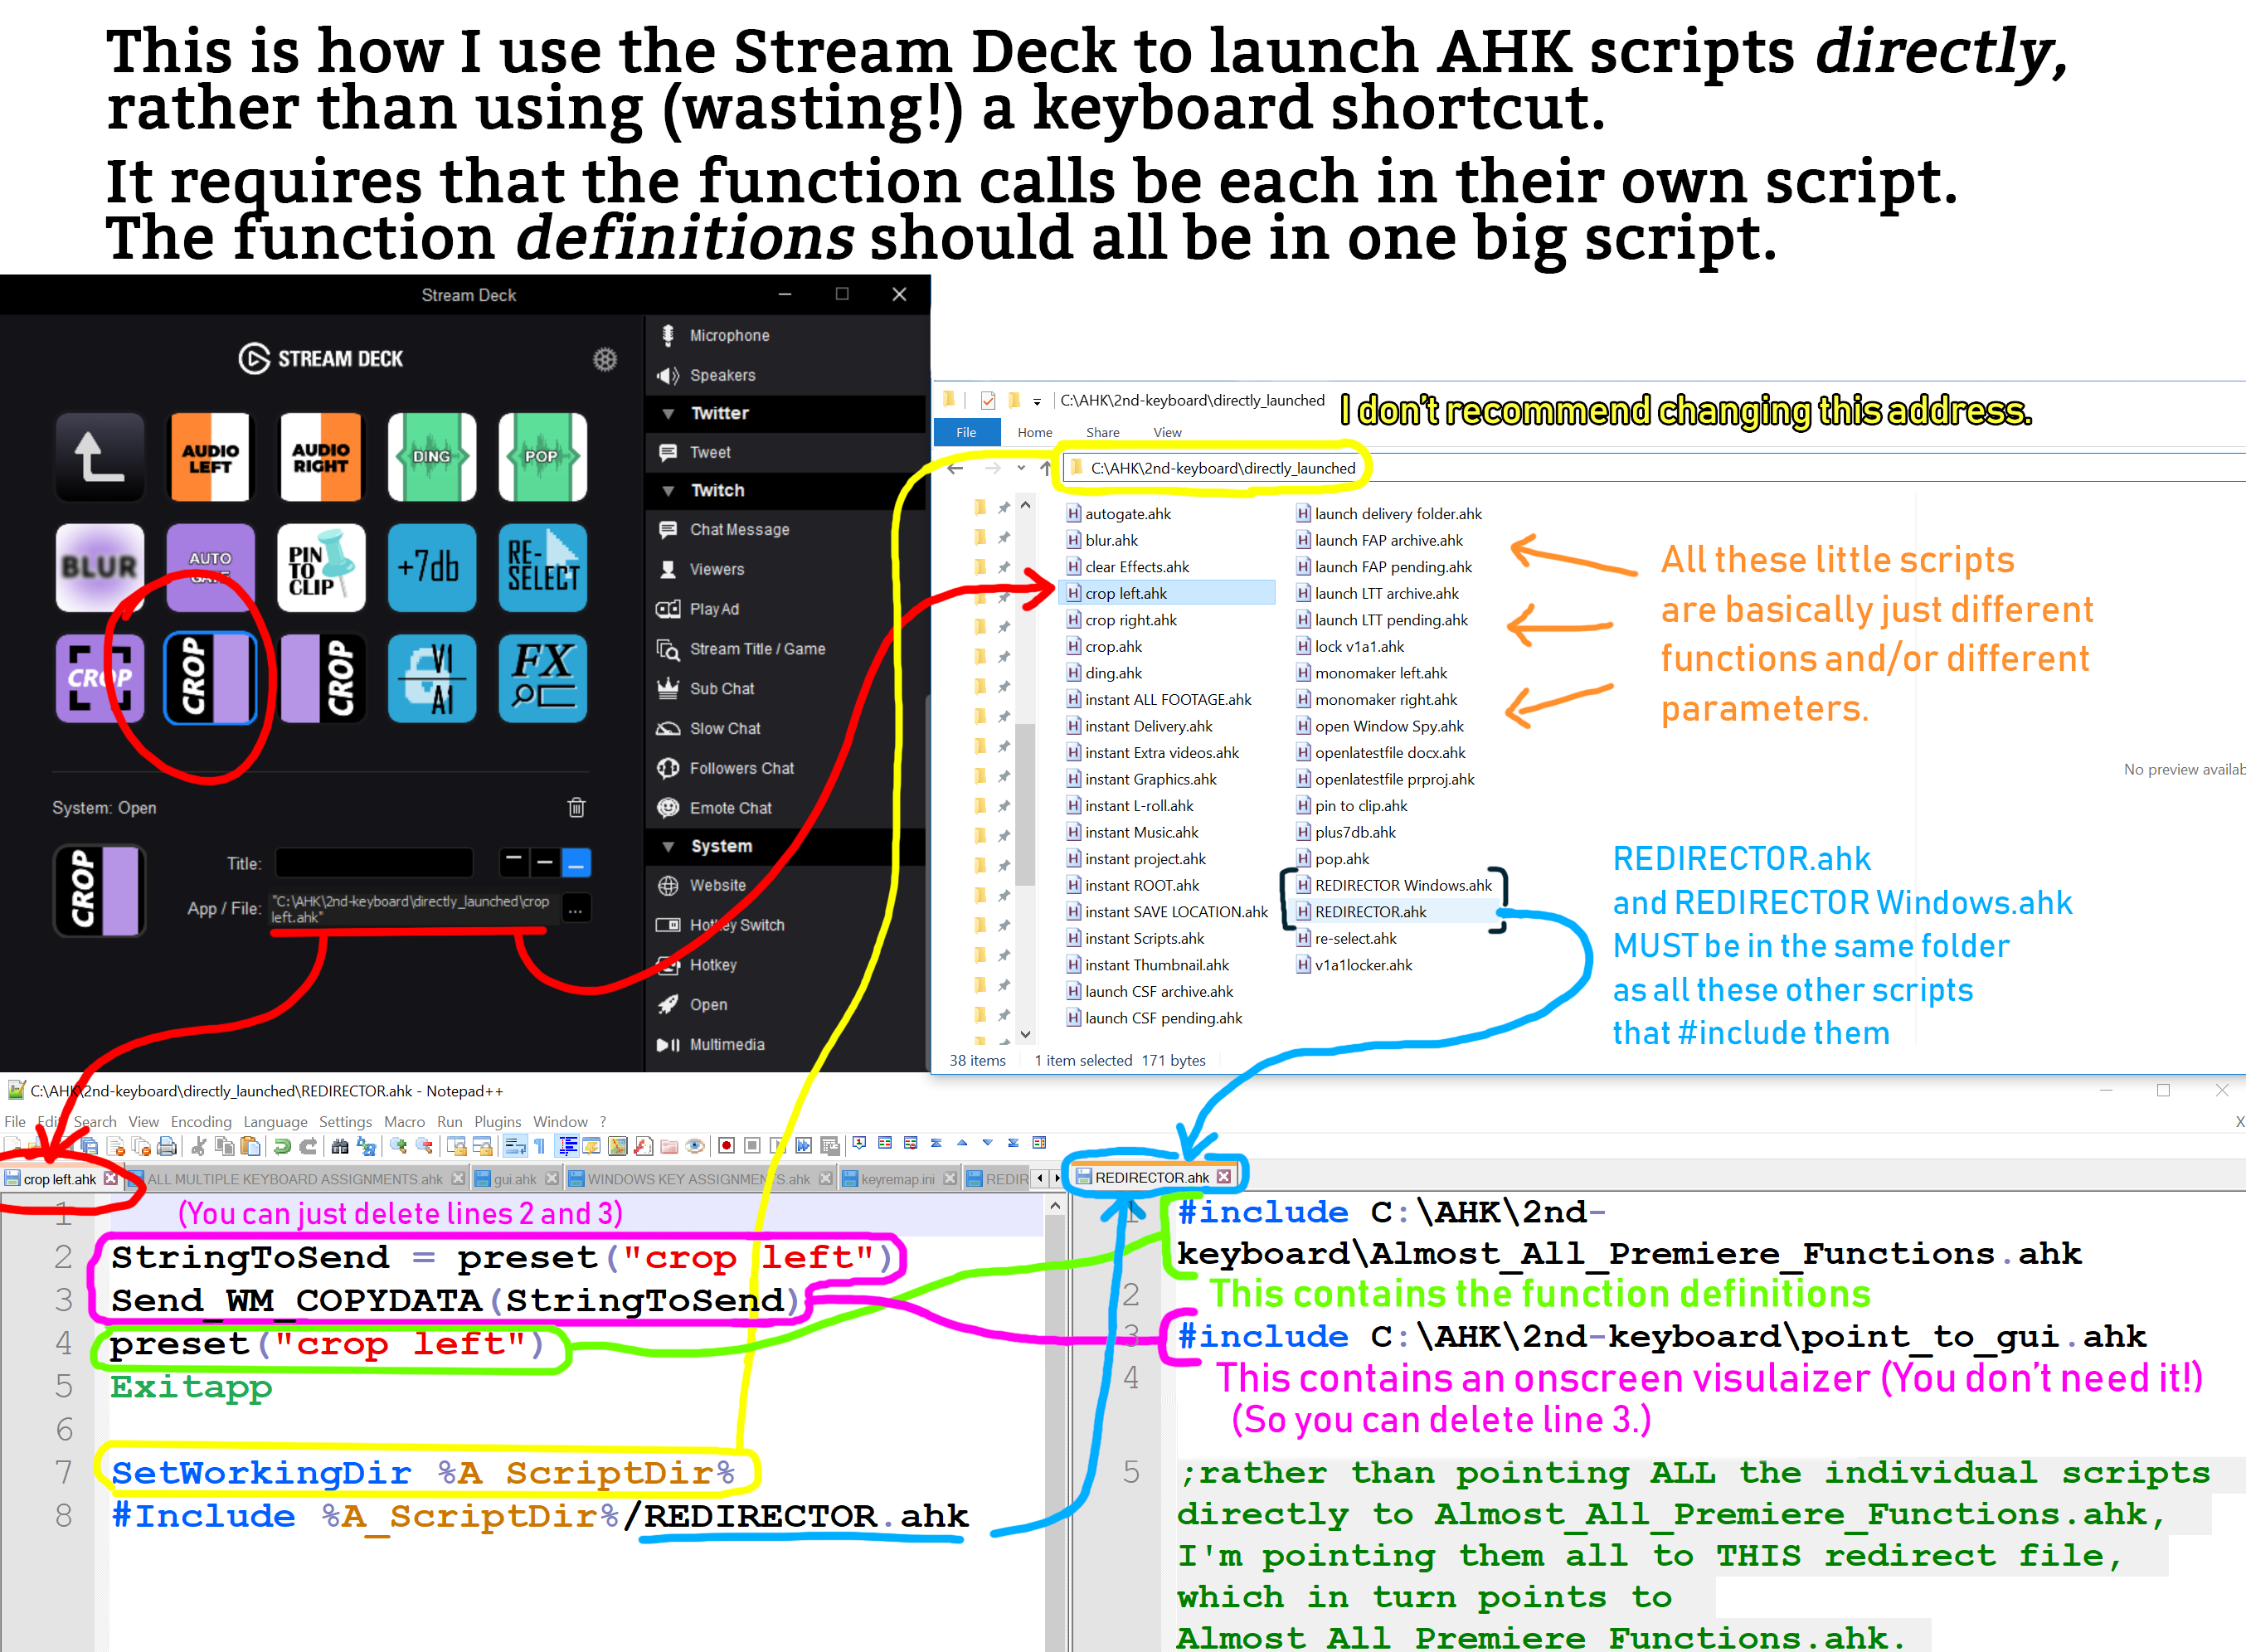 This is how I use the Stream Deck to launch AHK scripts directly,
rather than using (wasting!) a keyboard shortcut.
It requires that the function calls be each in their own script.
The function definitions should all be in one big script.
Stream Deck
STREAM DECK
AUDIO
LEFT
AUDIO
RIGHT
DING
POP
BLUR
AUTO
GATE
PIN
TO
CLIP
+7db
RE-
SELECT
CROP
CROP
CROP
V1
A1
FX
System: Open
CROP
Title:
App / File:
"C:\AHK\2nd-keyboard\directly_launched\crop
left.ahk"
...
Microphone
Speakers
Twitter
Tweet
Twitch
Chat Message
Viewers
Play Ad
Stream Title / Game
Sub Chat
Slow Chat
Followers Chat
Emote Chat
System
Website
Hotkey Switch
Hotkey
Open
Multimedia
C:\AHK\2nd-keyboard\directly_launched
I don't recommend changing this address.
File Home Share View
C:\AHK\2nd-keyboard\directly_launched
autogate.ahk
blur.ahk
clear Effects.ahk
crop left.ahk
crop right.ahk
crop.ahk
ding.ahk
instant ALL FOOTAGE.ahk
instant Delivery.ahk
instant Extra videos.ahk
instant Graphics.ahk
instant L-roll.ahk
instant Music.ahk
instant project.ahk
instant ROOT.ahk
instant SAVE LOCATION.ahk
instant Scripts.ahk
instant Thumbnail.ahk
launch CSF archive.ahk
launch CSF pending.ahk
launch delivery folder.ahk
launch FAP archive.ahk
launch FAP pending.ahk
launch LTT archive.ahk
launch LTT pending.ahk
lock v1a1.ahk
monomaker left.ahk
monomaker right.ahk
open Window Spy.ahk
openlatestfile docx.ahk
openlatestfile prproj.ahk
pin to clip.ahk
plus7db.ahk
pop.ahk
REDIRECTOR Windows.ahk
REDIRECTOR.ahk
re-select.ahk
v1a1locker.ahk
All these little scripts
are basically just different
functions and/or different
parameters.
No preview availab
REDIRECTOR.ahk
and REDIRECTOR Windows.ahk
MUST be in the same folder
as all these other scripts
that #include them
38 items 1 item selected 171 bytes
C:\AHK\2nd-keyboard\directly_launched\REDIRECTOR.ahk - Notepad++
File Edit Search View Encoding Language Settings Macro Run Plugins Window ?
X
crop left.ahk ALL MULTIPLE KEYBOARD ASSIGNMENTS.ahk gui.ahk WINDOWS KEY ASSIGNMENTS.ahk keyremap.ini REDIR
1 (You can just delete lines 2 and 3)
2 StringToSend = preset("crop left")
3 Send_WM_COPYDATA(StringToSend)
4 preset("crop left")
5 Exitapp
6
7 SetWorkingDir %A_ScriptDir%
8 #Include %A_ScriptDir%/REDIRECTOR.ahk
REDIRECTOR.ahk
1 #include C:\AHK\2nd-
keyboard\Almost_All_Premiere_Functions.ahk
2 This contains the function definitions
3 #include C:\AHK\2nd-keyboard\point_to_gui.ahk
4 This contains an onscreen visulaizer (You don't need it!)
(So you can delete line 3.)
5 ;rather than pointing ALL the individual scripts
directly to Almost_All_Premiere_Functions.ahk,
I'm pointing them all to THIS redirect file,
which in turn points to
Almost_All_Premiere_Functions.ahk.